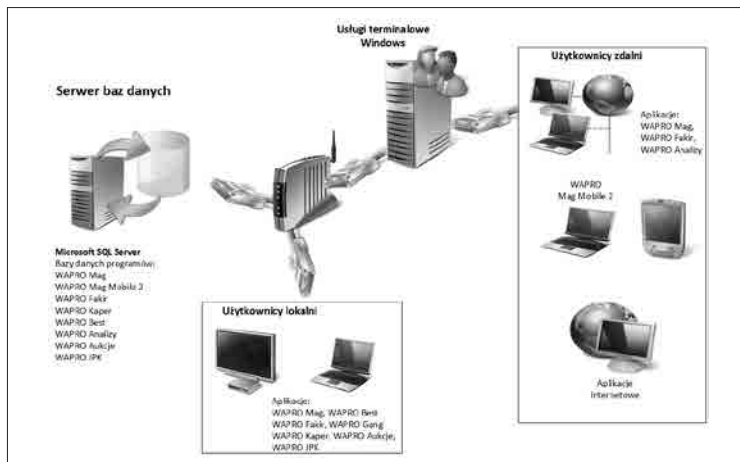 Usługi terminalowe
Windows
Serwer baz danych
Microsoft SQL Server
Bazy danych programów:
WAPRO Mag
WAPRO Mag Mobile 2
WAPRO Fakir
WAPRO Kaper
WAPRO Best
WAPRO Analizy
WAPRO Aukcje
WAPRO JPK
Użytkownicy lokalni
Aplikacje:
WAPRO Mag, WAPRO Best
WAPRO Fakir, WAPRO Gang
WAPRO Kaper, WAPRO Aukcje,
WAPRO JPK
Użytkownicy zdalni
Aplikacje:
WAPRO Mag,
WAPRO Fakir,
WAPRO Analizy
WAPRO
Mag Mobile 2
Aplikacje
Internetowe